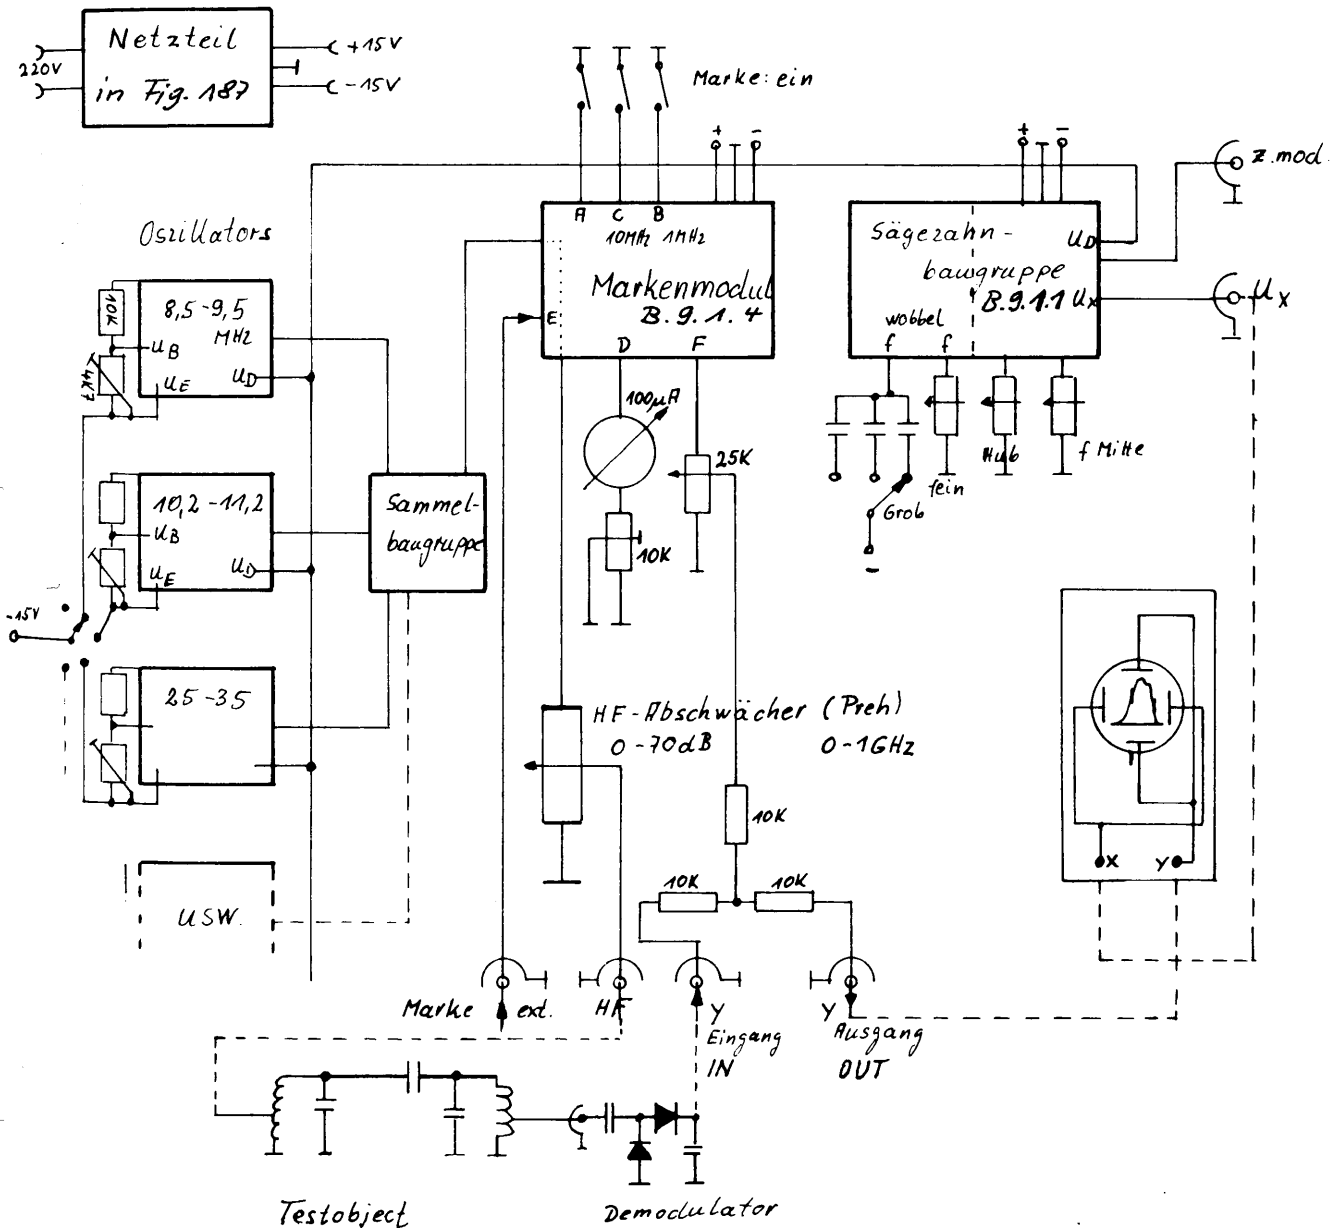 Netzteil
in Fig. 187
220V
+15V
-15V
Marke: ein
+
-
+
-
z. mod.
A C B
10MHz 1MHz
Markenmodul
B. 9. 1. 4
E
D
F
Sägezahn-
baugruppe
B.9.1.1
UD
UX
UX
wobbel
f f
Oszillators
10K
8,5-9,5
MHz
UB
UE
UD
4K7
10,2-11,2
UB
UE
UD
-15V
25-35
USW.
Sammel-
baugruppe
100µA
10K
25K
Hub
f Mitte
fein
Grob
-
HF-Abschwächer (Preh)
0-70dB
0-1GHz
10K
10K
10K
X
Y
Marke ext.
HF
Y
Eingang
IN
Y
Ausgang
OUT
Testobject
Demodulator